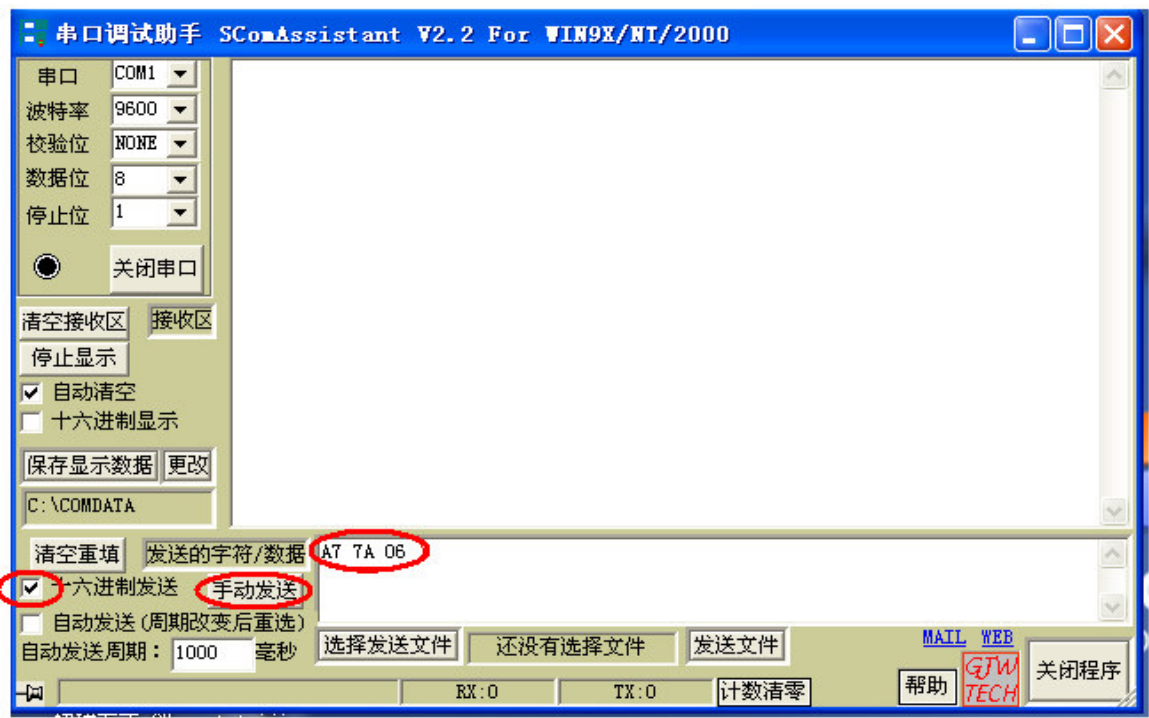 串口调试助手 SComAssistant V2.2 For WIN9X/NT/2000
串口 COM1
波特率 9600
校验位 NONE
数据位 8
停止位 1
关闭串口
清空接收区 接收区
停止显示
自动清空
十六进制显示
保存显示数据 更改
C:\COMDATA
清空重填 发送的字符/数据 A7 7A 06
十六进制发送 手动发送
自动发送(周期改变后重选)
自动发送周期: 1000 毫秒 选择发送文件 还没有选择文件 发送文件
MAIL WEB
帮助 GJW TECH 关闭程序
RX:0 TX:0 计数清零